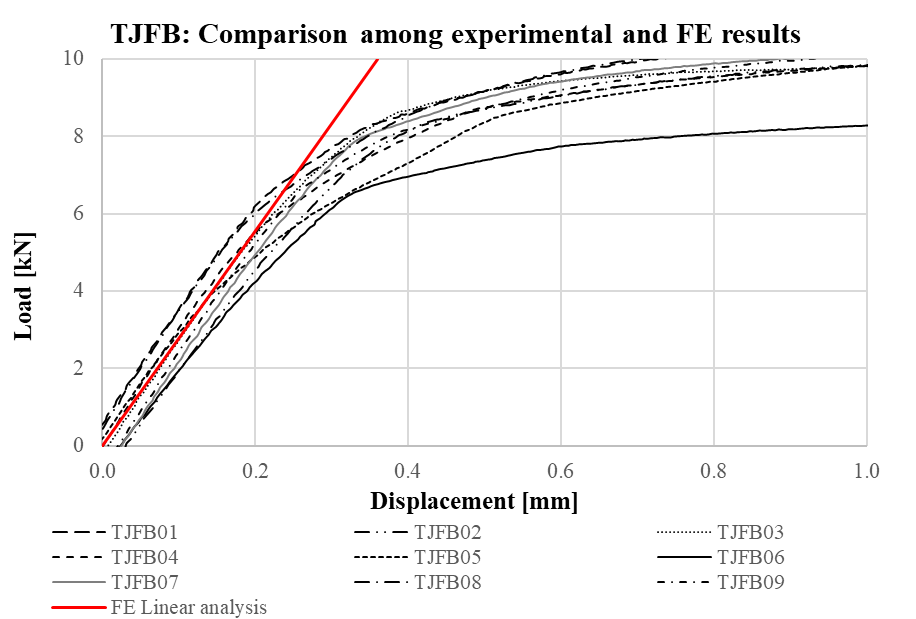 TJFB: Comparison among experimental and FE results
10
8
6
4
2
0
Load [kN]
0.0 0.2 0.4 0.6 0.8 1.0
Displacement [mm]
TJFB01 TJFB02 TJFB03
TJFB04 TJFB05 TJFB06
TJFB07 TJFB08 TJFB09
FE Linear analysis